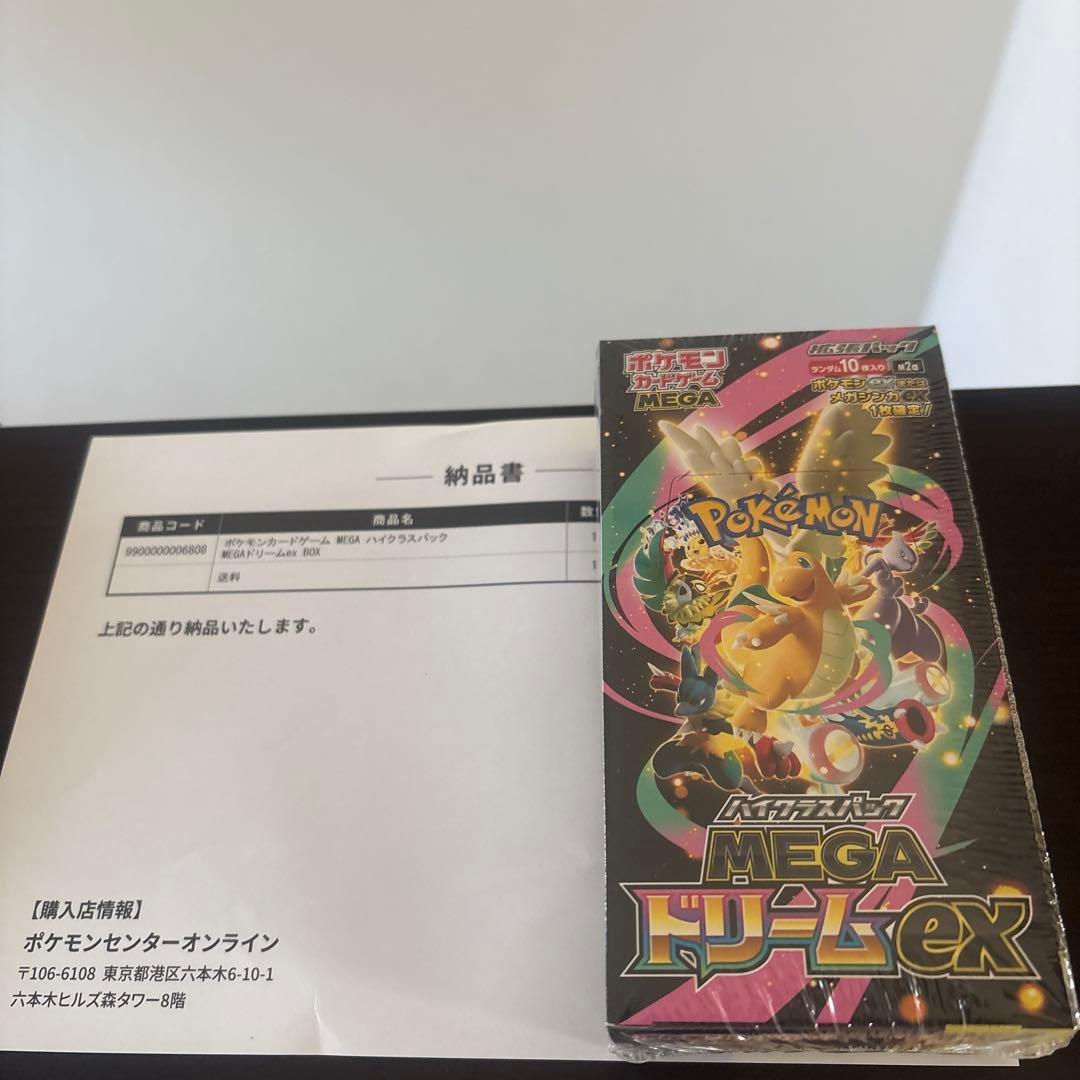 納品書
商品コード 商品名
9900000006808 ポケモンカードゲーム MEGA ハイクラスパック
MEGAドリームex BOX
1
送料
1
上記の通り納品いたします。
【購入店情報】
ポケモンセンターオンライン
〒106-6108 東京都港区六本木6-10-1
六本木ヒルズ森タワー8階
ポケモン
カードゲーム
MEGA
拡張パック
ランダム10枚入り
M2a
ポケモンexまたは
メガシンカex
1枚確定!
POKéMON
ハイクラスパック
MEGA
ドリームex